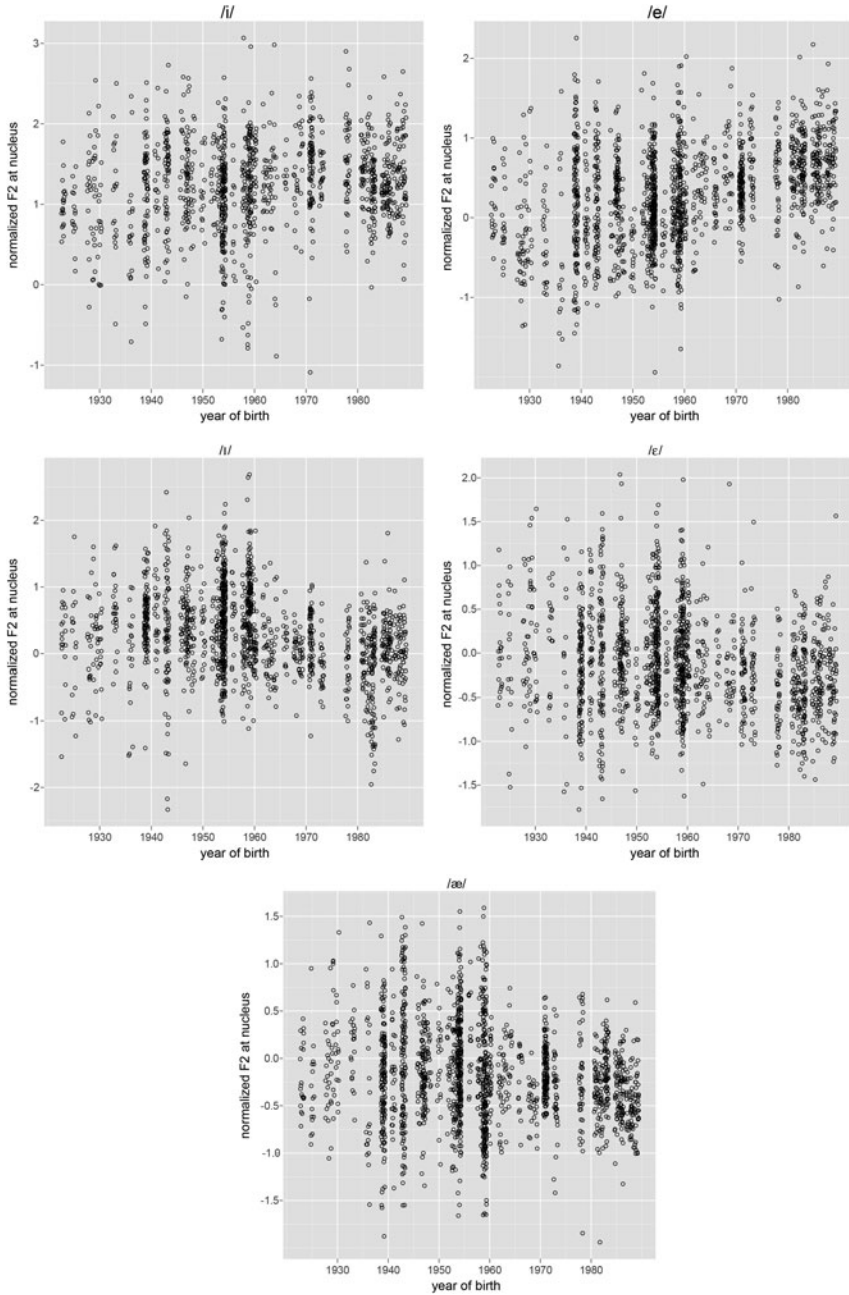 /i/
/e/
normalized F2 at nucleus
3
2
1
0
-1
1930 1940 1950 1960 1970 1980
year of birth
normalized F2 at nucleus
2
1
0
-1
1930 1940 1950 1960 1970 1980
year of birth
/ɪ/
/ɛ/
normalized F2 at nucleus
2
1
0
-1
-2
1930 1940 1950 1960 1970 1980
year of birth
normalized F2 at nucleus
2.0
1.5
1.0
0.5
0.0
-0.5
-1.0
-1.5
1930 1940 1950 1960 1970 1980
year of birth
/æ/
normalized F2 at nucleus
1.5
1.0
0.5
0.0
-0.5
-1.0
-1.5
1930 1940 1950 1960 1970 1980
year of birth